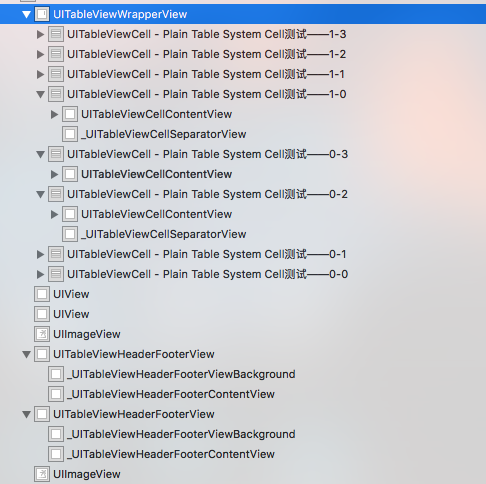 UITableViewWrapperView
UITableViewCell - Plain Table System Cell测试——1-3
UITableViewCell - Plain Table System Cell测试——1-2
UITableViewCell - Plain Table System Cell测试——1-1
UITableViewCell - Plain Table System Cell测试——1-0
UITableViewCellContentView
_UITableViewCellSeparatorView
UITableViewCell - Plain Table System Cell测试——0-3
UITableViewCellContentView
UITableViewCell - Plain Table System Cell测试——0-2
UITableViewCellContentView
_UITableViewCellSeparatorView
UITableViewCell - Plain Table System Cell测试——0-1
UITableViewCell - Plain Table System Cell测试——0-0
UIView
UIView
UIImageView
UITableViewHeaderFooterView
_UITableViewHeaderFooterViewBackground
_UITableViewHeaderFooterContentView
UITableViewHeaderFooterView
_UITableViewHeaderFooterViewBackground
_UITableViewHeaderFooterContentView
UIImageView